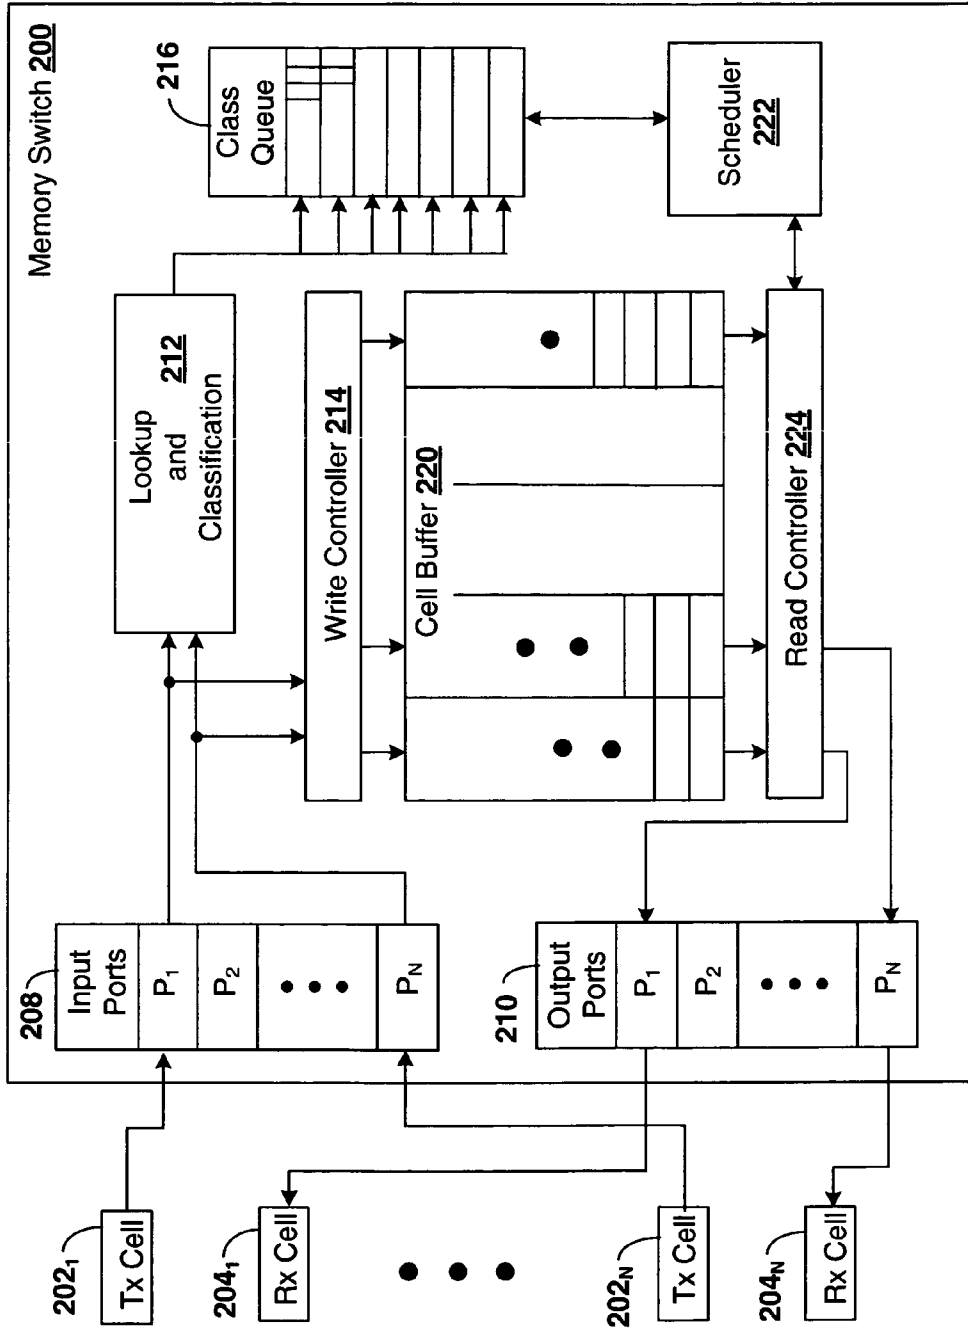 Memory Switch 200
216
Class
Queue
Scheduler
222
Lookup
and 212
Classification
Write Controller 214
Cell Buffer 220
Read Controller 224
208
Input
Ports
P1
P2
PN
210
Output
Ports
P1
P2
PN
2021
Tx Cell
2041
Rx Cell
202N
Tx Cell
204N
Rx Cell